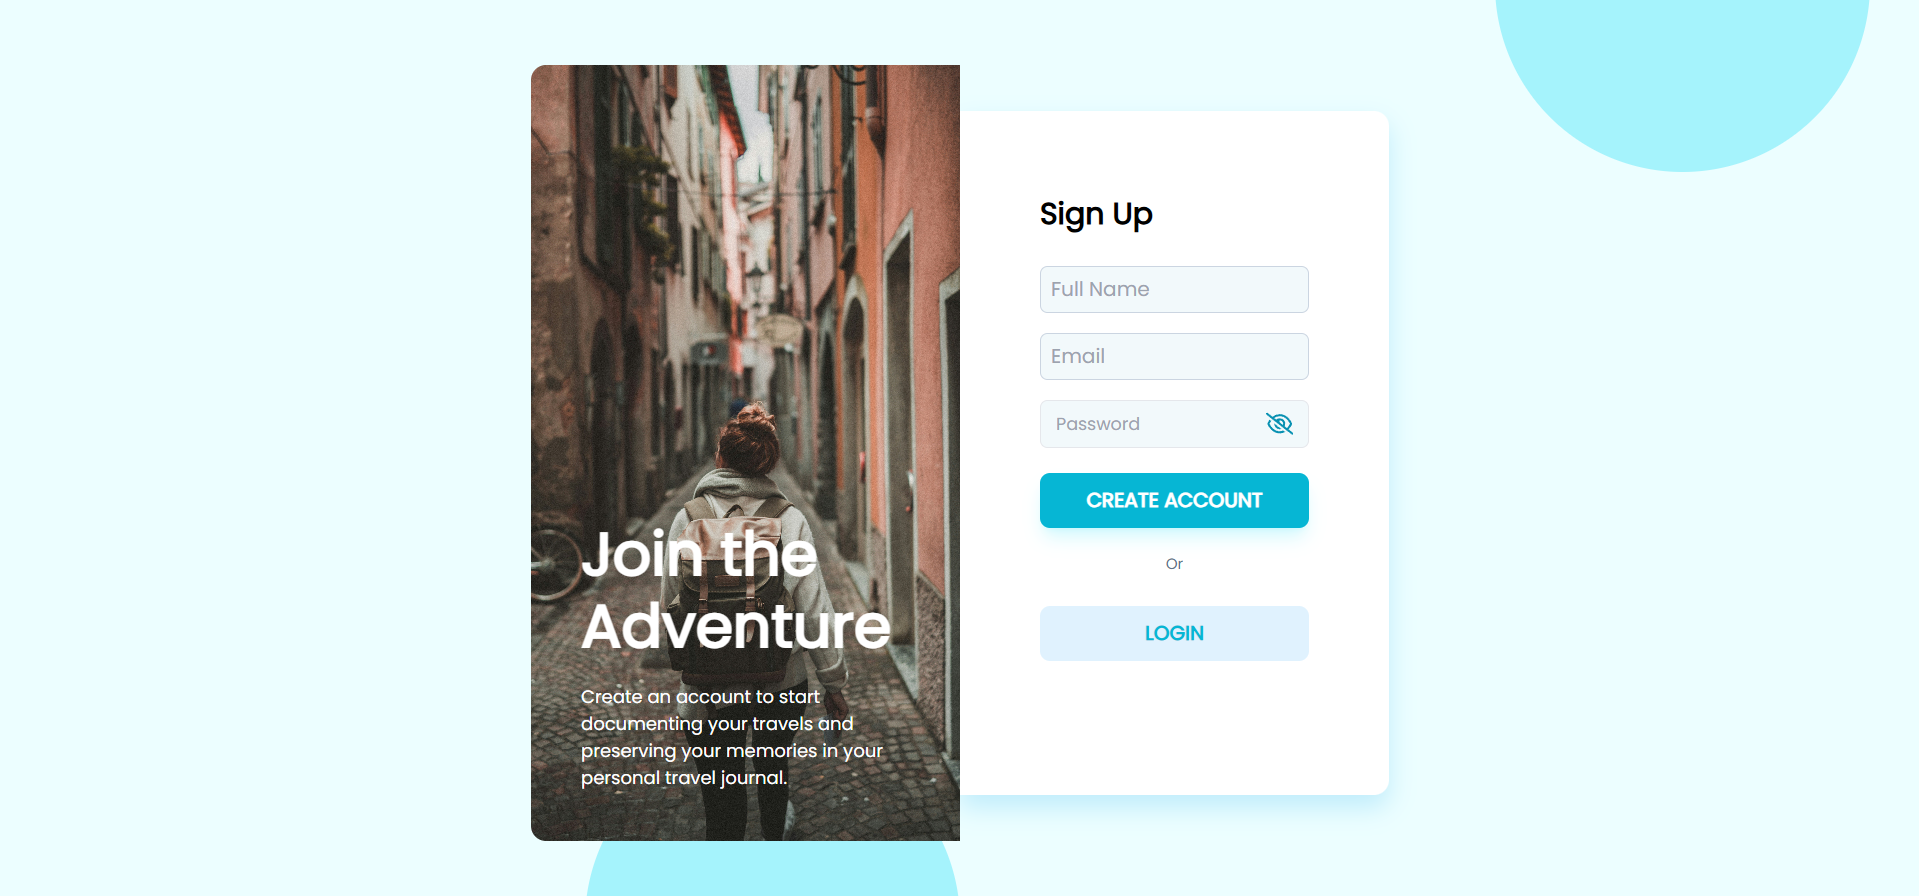 Join the
Adventure
Create an account to start
documenting your travels and
preserving your memories in your
personal travel journal.
Sign Up
Full Name
Email
Password
CREATE ACCOUNT
Or
LOGIN